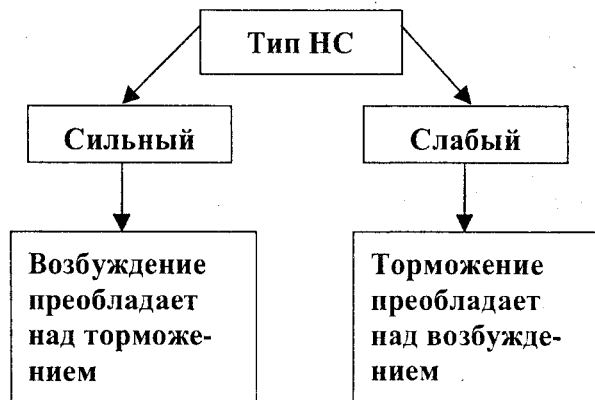 Тип НС
Сильный
Слабый
Возбуждение
преобладает
над торможе-
нием
Торможение
преобладает
над возбужде-
нием